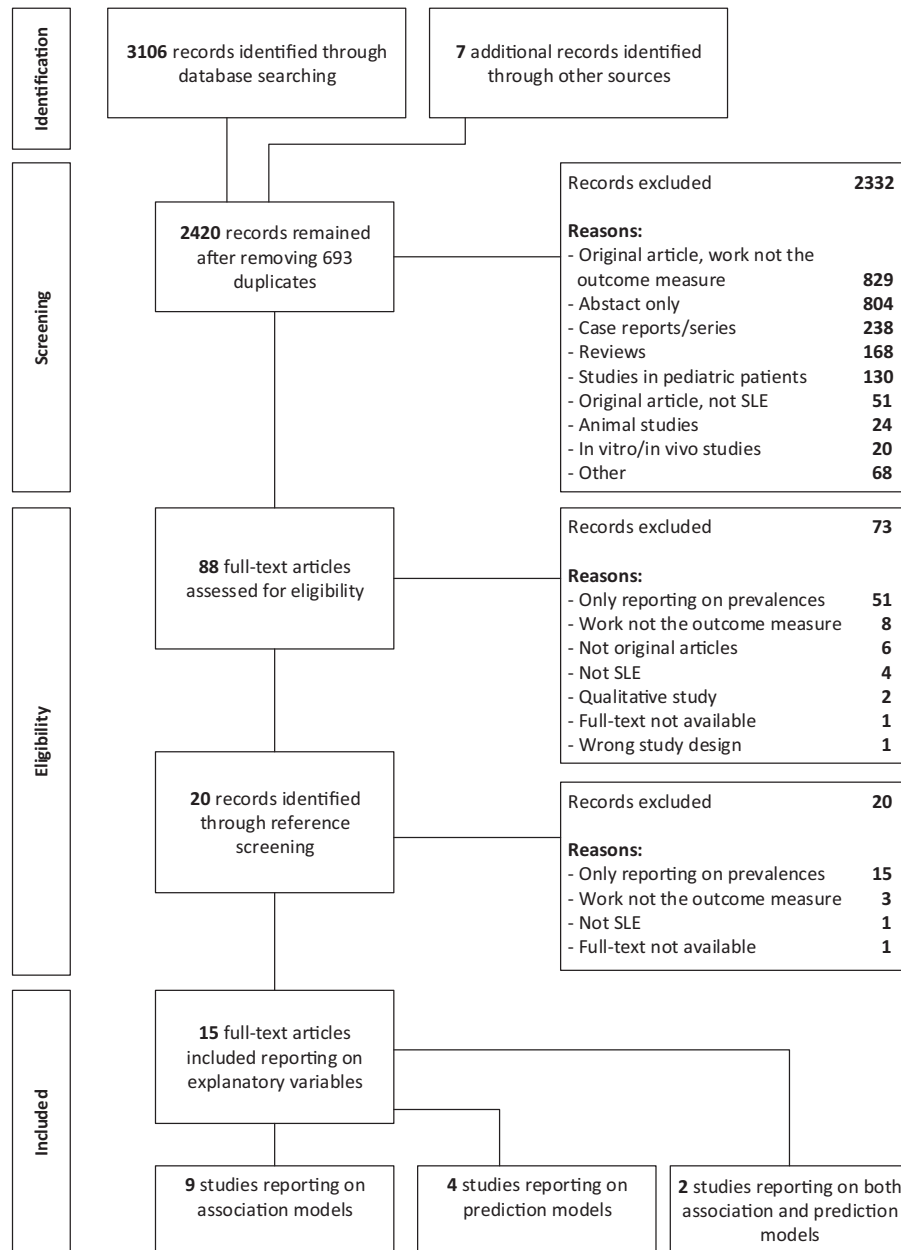 Identification
3106 records identified through
database searching
7 additional records identified
through other sources
Screening
2420 records remained
after removing 693
duplicates
Records excluded 2332
Reasons:
- Original article, work not the
outcome measure 829
- Abstact only 804
- Case reports/series 238
- Reviews 168
- Studies in pediatric patients 130
- Original article, not SLE 51
- Animal studies 24
- In vitro/in vivo studies 20
- Other 68
Eligibility
88 full-text articles
assessed for eligibility
Records excluded 73
Reasons:
- Only reporting on prevalences 51
- Work not the outcome measure 8
- Not original articles 6
- Not SLE 4
- Qualitative study 2
- Full-text not available 1
- Wrong study design 1
20 records identified
through reference
screening
Records excluded 20
Reasons:
- Only reporting on prevalences 15
- Work not the outcome measure 3
- Not SLE 1
- Full-text not available 1
Included
15 full-text articles
included reporting on
explanatory variables
9 studies reporting on
association models
4 studies reporting on
prediction models
2 studies reporting on both
association and prediction
models